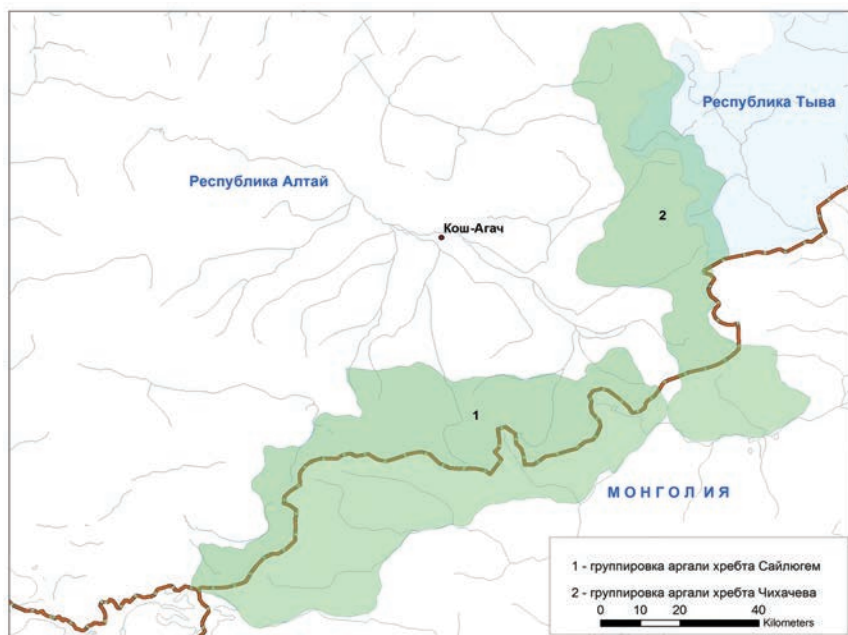 Республика Тыва
Республика Алтай
2
Кош-Агач
1
МОНГОЛИЯ
1 - группировка аргали хребта Сайлюгем
2 - группировка аргали хребта Чихачева
0 10 20 40
Kilometers